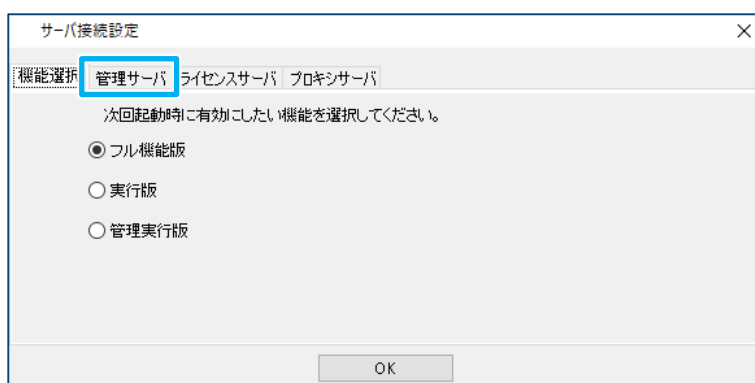 サーバ接続設定
機能選択 管理サーバ ライセンスサーバ プロキシサーバ
次回起動時に有効にしたい機能を選択してください。
フル機能版
実行版
管理実行版
OK